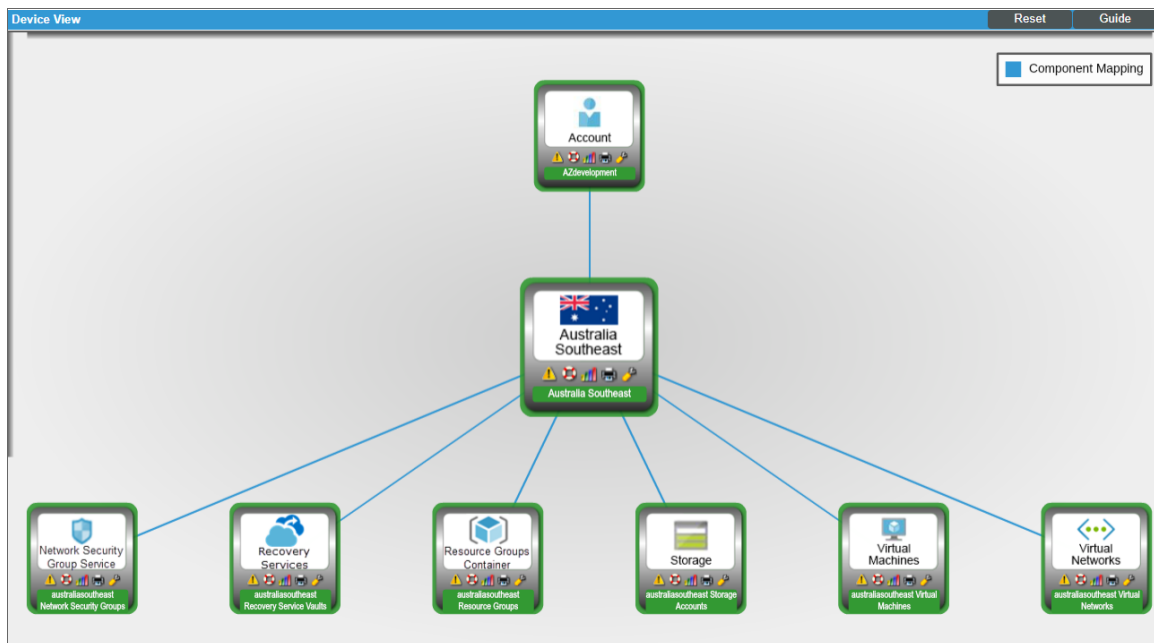 Device View
Reset
Guide
Component Mapping
Account
AZdevelopment
Australia
Southeast
Australia Southeast
Network Security
Group Service
australiasoutheast
Network Security Groups
Recovery
Services
australiasoutheast
Recovery Service Vaults
Resource Groups
Container
australiasoutheast
Resource Groups
Storage
australiasoutheast Storage
Accounts
Virtual
Machines
australiasoutheast Virtual
Machines
Virtual
Networks
australiasoutheast Virtual
Networks